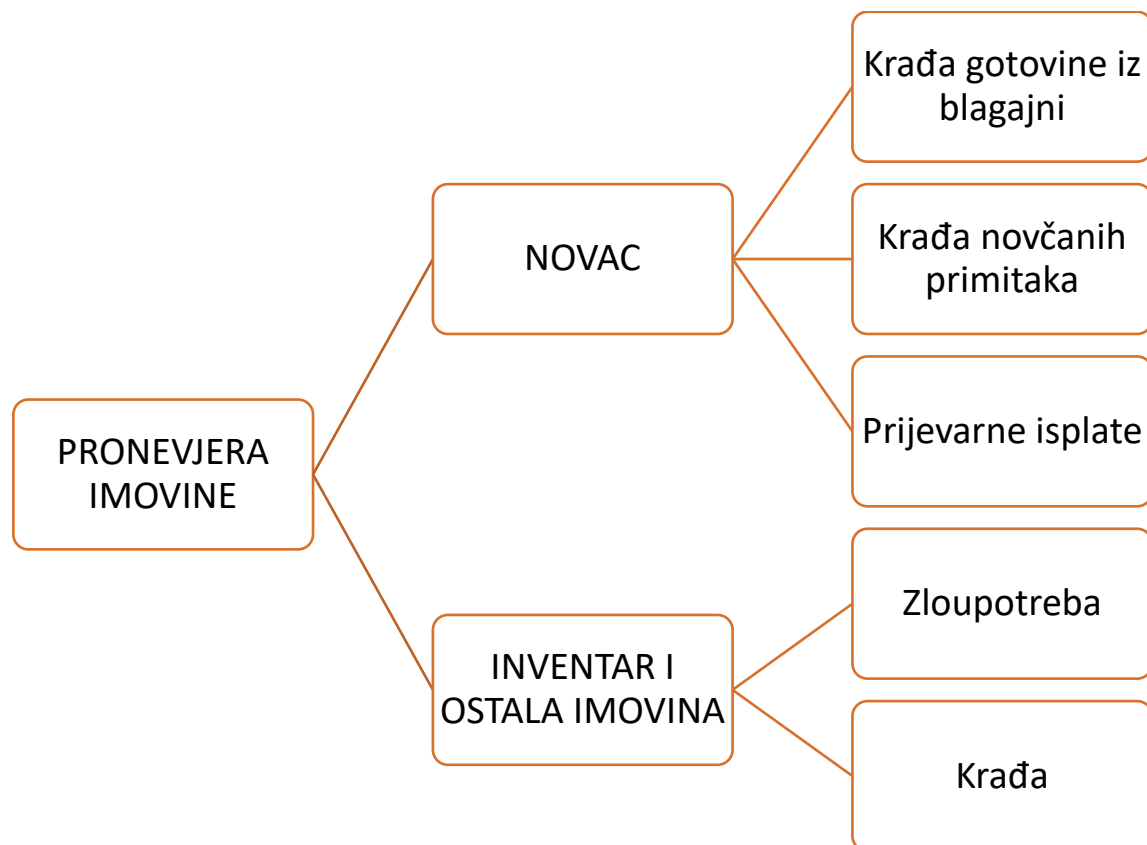 PRONEVJERA
IMOVINE
NOVAC
Krađa gotovine iz
blagajni
Krađa novčanih
primitaka
Prijevarne isplate
INVENTAR I
OSTALA IMOVINA
Zloupotreba
Krađa